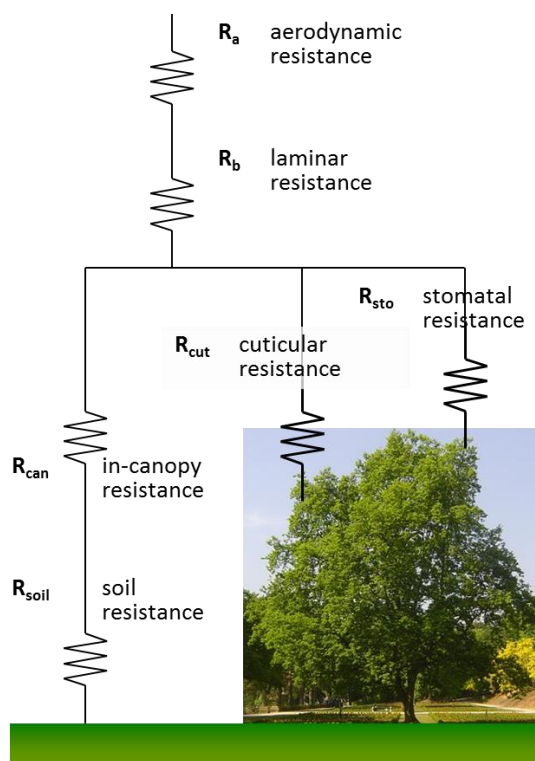 Ra aerodynamic
resistance
Rb laminar
resistance
Rsto stomatal
resistance
Rcut cuticular
resistance
Rcan in-canopy
resistance
Rsoil soil
resistance